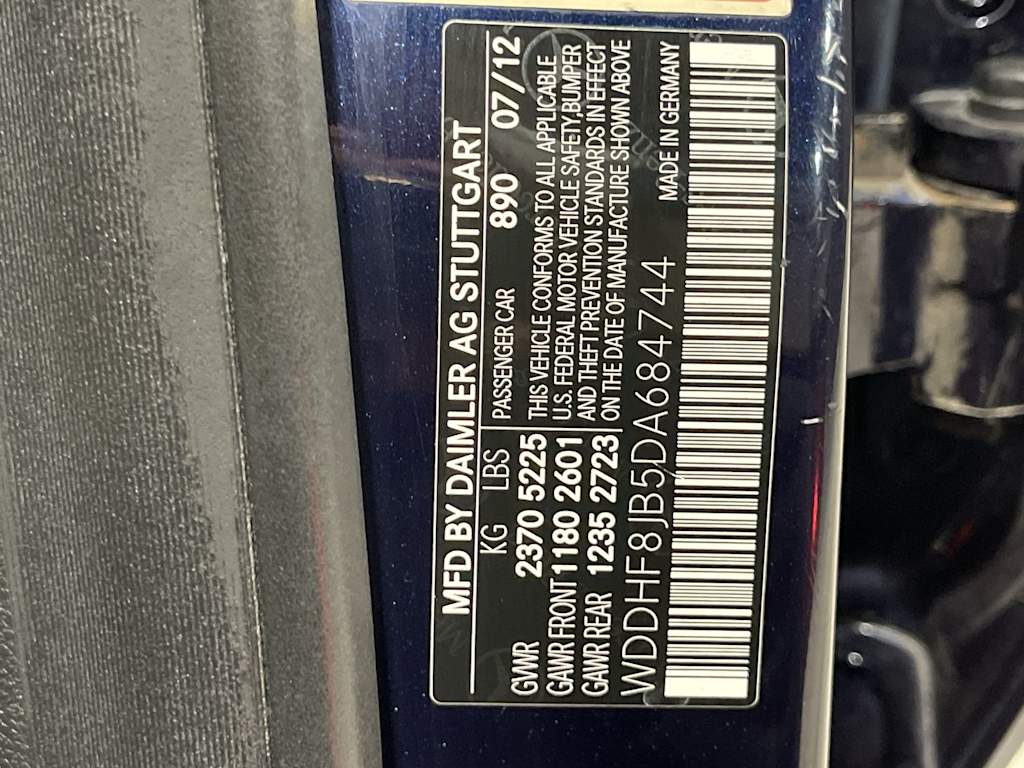 MFD BY DAIMLER AG STUTTGART
KG LBS
GVWR 2370 5225
GAWR FRONT 1180 2601
GAWR REAR 1235 2723
PASSENGER CAR 890 07/12
THIS VEHICLE CONFORMS TO ALL APPLICABLE
U.S. FEDERAL MOTOR VEHICLE SAFETY,BUMPER
AND THEFT PREVENTION STANDARDS IN EFFECT
ON THE DATE OF MANUFACTURE SHOWN ABOVE
WDDHF8JB5DA684744
MADE IN GERMANY